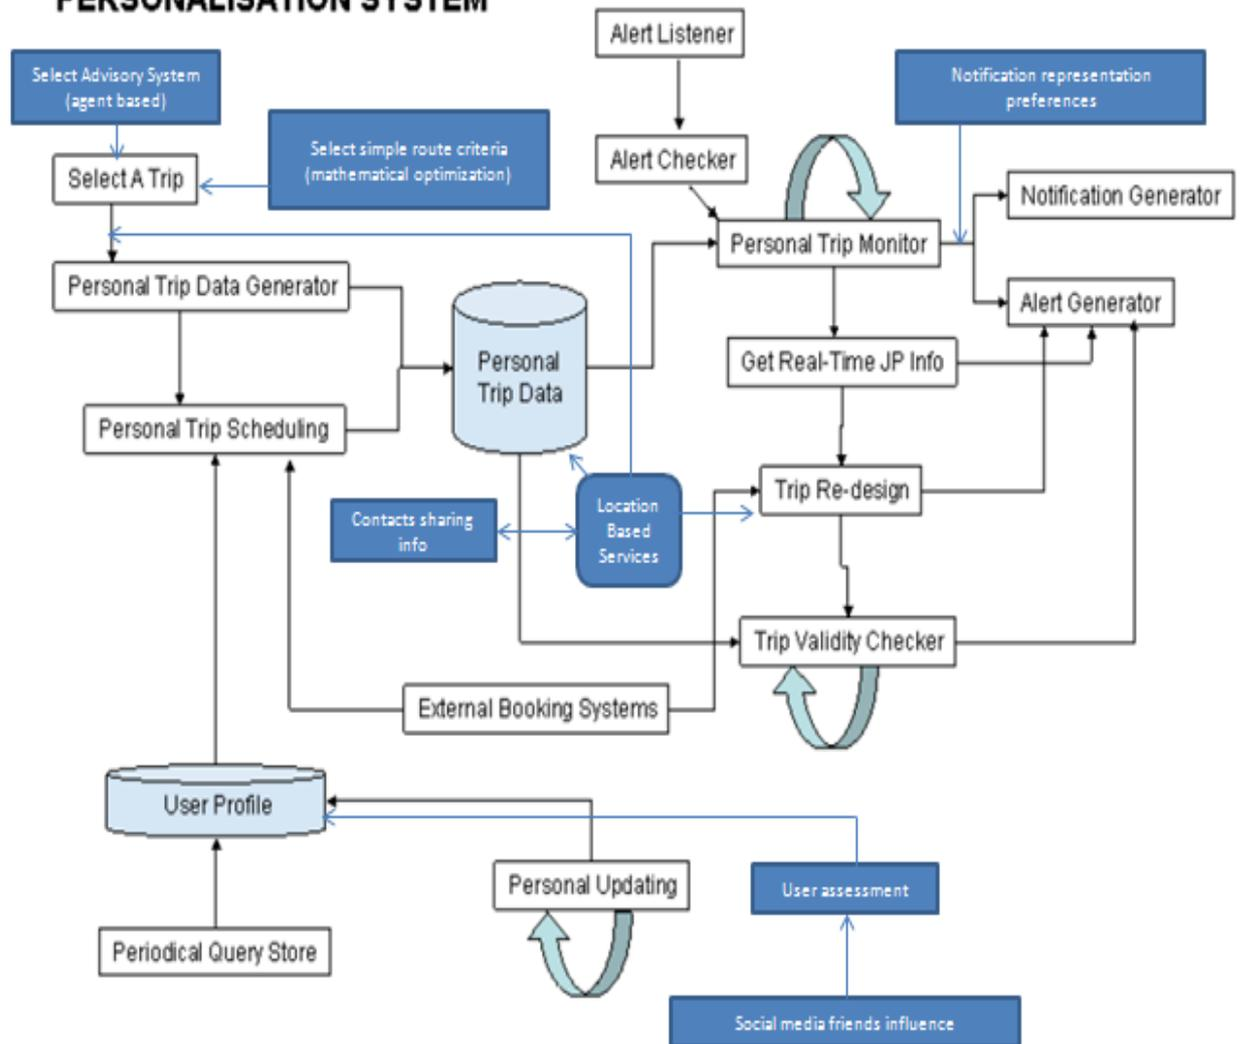 PERSONALISATION SYSTEM
Alert Listener
Select Advisory System
(agent based)
Notification representation
preferences
Select simple route criteria
(mathematical optimization)
Alert Checker
Select A Trip
Notification Generator
Personal Trip Monitor
Personal Trip Data Generator
Alert Generator
Personal
Trip Data
Get Real-Time JP Info
Personal Trip Scheduling
Trip Re-design
Location
Based
Services
Contacts sharing
info
Trip Validity Checker
External Booking Systems
User Profile
Personal Updating
User assessment
Periodical Query Store
Social media friends influence